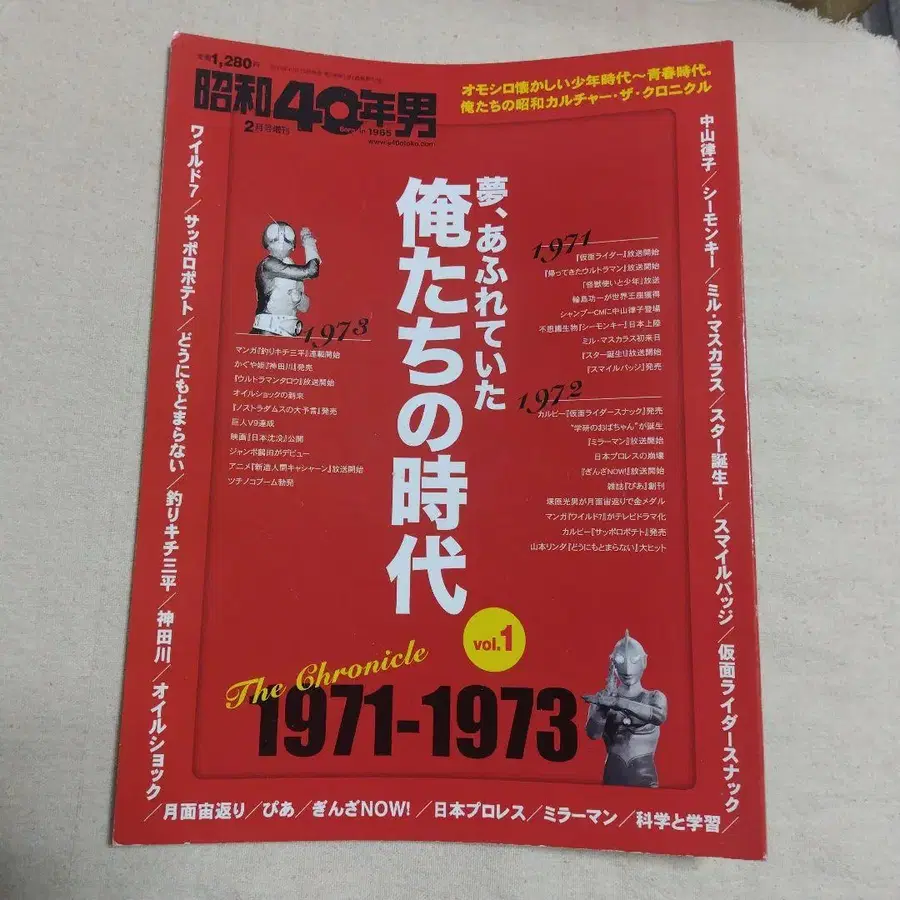 定価1,280円
昭和40年男
2月号増刊
Born in 1965
www.s40otoko.com
オモシロ懐かしい少年時代〜青春時代。
俺たちの昭和カルチャー・ザ・クロニクル
夢、あふれていた
俺たちの時代
1971
『仮面ライダー』放送開始
『帰ってきたウルトラマン』放送開始
『怪獣使いと少年』放送
輪島功一が世界王座獲得
シャンプーCMに中山律子登場
不思議生物『シーモンキー』日本上陸
ミル・マスカラス初来日
『スター誕生!』放送開始
『スマイルバッジ』発売
1972
カルビー『仮面ライダースナック』発売
“学研のおばちゃん”が誕生
『ミラーマン』放送開始
日本プロレスの崩壊
『ぎんざNOW!』放送開始
雑誌『ぴあ』創刊
塚原光男が月面宙返りで金メダル
マンガ『ワイルド7』がテレビドラマ化
カルビー『サッポロポテト』発売
山本リンダ『どうにもとまらない』大ヒット
1973
マンガ『釣りキチ三平』連載開始
かぐや姫『神田川』発売
『ウルトラマンタロウ』放送開始
オイルショックの到来
『ノストラダムスの大予言』発売
巨人V9達成
映画『日本沈没』公開
ジャンボ鶴田がデビュー
アニメ『新造人間キャシャーン』放送開始
ツチノコブーム勃発
vol.1
The Chronicle
1971-1973
中山律子/シーモンキー/ミル・マスカラス/スター誕生!/スマイルバッジ/仮面ライダースナック/
ワイルド7/サッポロポテト/どうにもとまらない/釣りキチ三平/神田川/オイルショック/
月面宙返り/ぴあ/ぎんざNOW!/日本プロレス/ミラーマン/科学と学習/